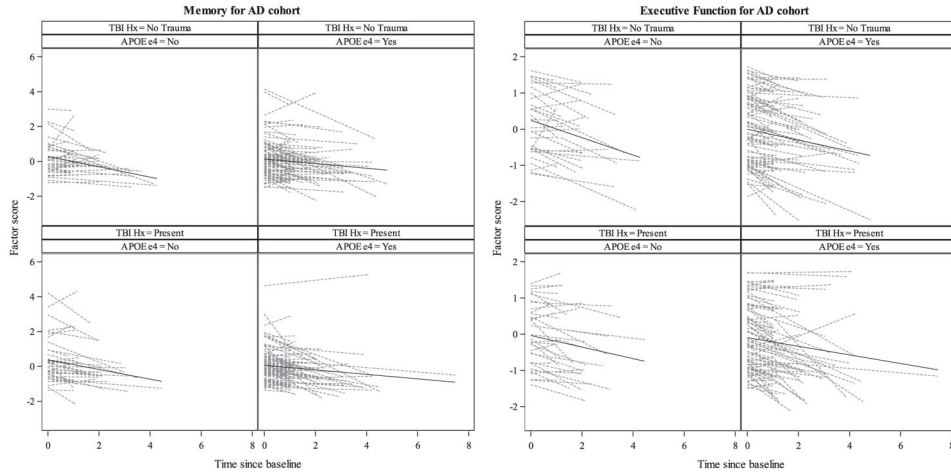 Memory for AD cohort
TBI Hx = No Trauma TBI Hx = No Trauma
APOE e4 = No APOE e4 = Yes
6
4
2
0
-2
TBI Hx = Present TBI Hx = Present
APOE e4 = No APOE e4 = Yes
6
4
2
0
-2
0 2 4 6 8 0 2 4 6 8
Factor score
Time since baseline
Executive Function for AD cohort
TBI Hx = No Trauma TBI Hx = No Trauma
APOE e4 = No APOE e4 = Yes
2
1
0
-1
-2
TBI Hx = Present TBI Hx = Present
APOE e4 = No APOE e4 = Yes
2
1
0
-1
-2
0 2 4 6 8 0 2 4 6 8
Factor score
Time since baseline